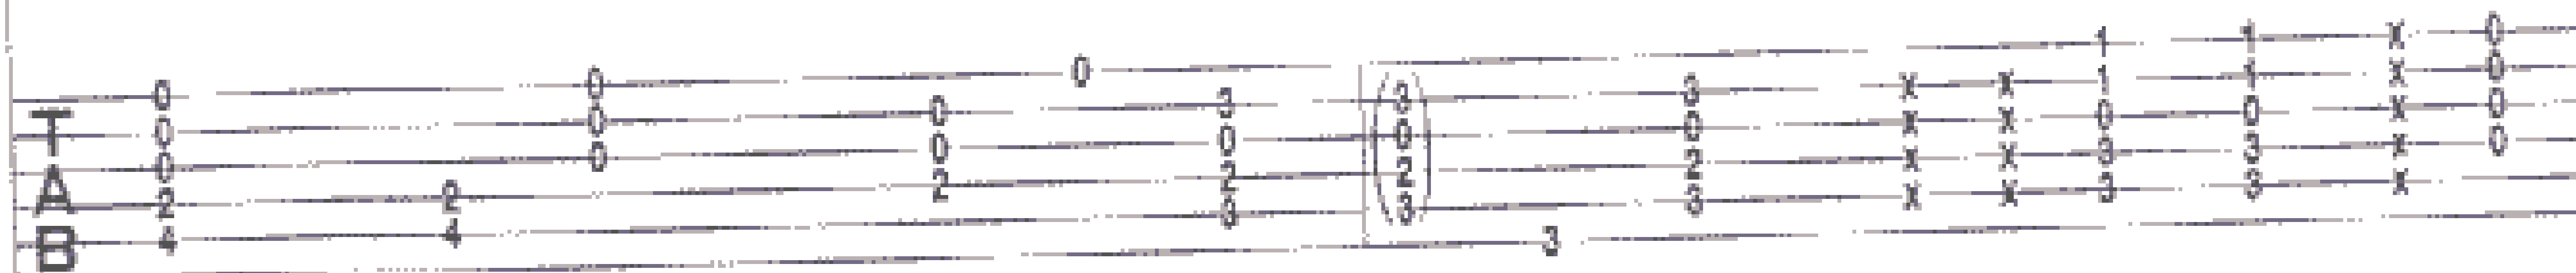 0 0 0 1 1 x 0
T 0 0 0 3 (3) 3 x x 1 1 x 0
0 0 0 0 (0) 0 x x 0 0 x 0
A 2 2 2 2 (2) 2 x x 3 3 x 0
B 4 4 3 (3) 3 x x 3 3 x
3